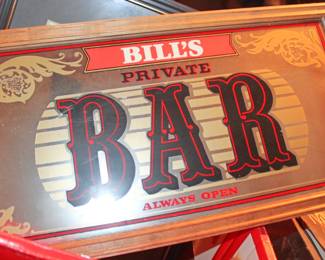 BILL'S
PRIVATE
BAR
ALWAYS OPEN